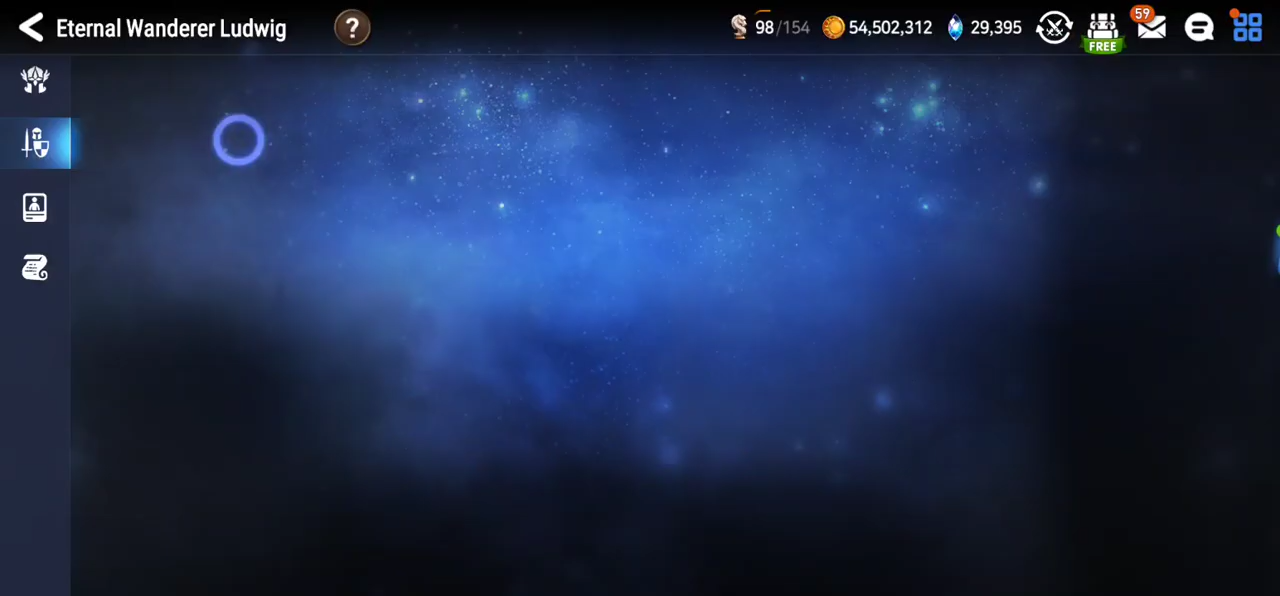 Eternal Wanderer Ludwig
?
98/154
54,502,312
29,395
FREE
59